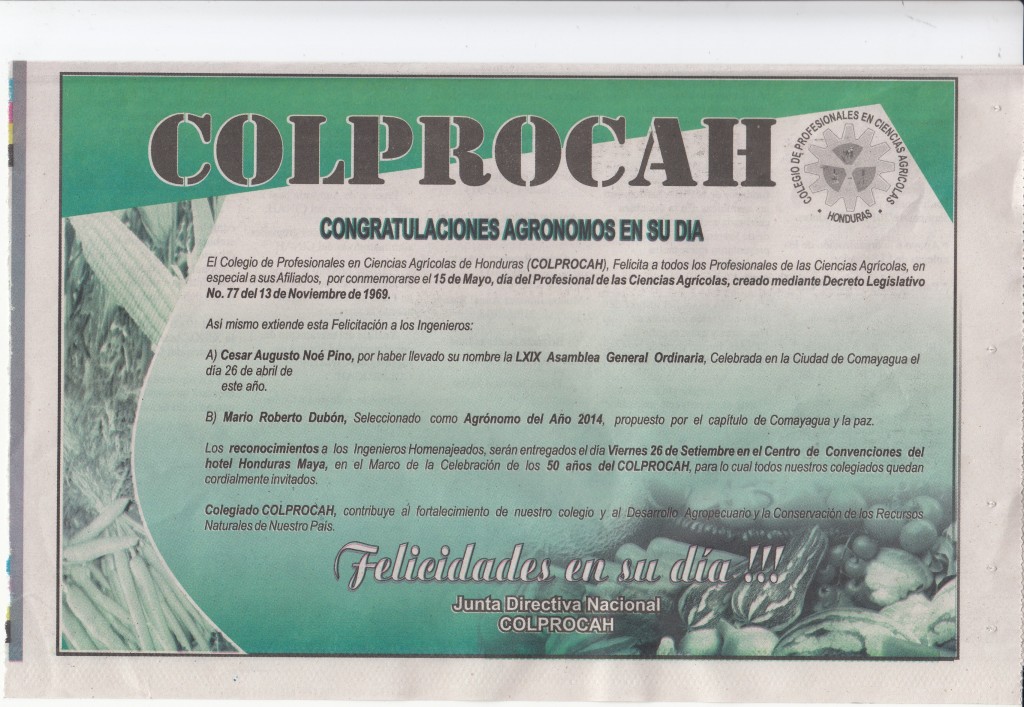 COLPROCAH
COLEGIO DE PROFESIONALES EN CIENCIAS AGRICOLAS
• HONDURAS •
CONGRATULACIONES AGRONOMOS EN SU DIA
El Colegio de Profesionales en Ciencias Agricolas de Honduras (COLPROCAH), Felicita a todos los Profesionales de las Ciencias Agrícolas, en
especial a sus Afiliados, por conmemorarse el 15 de Mayo, día del Profesional de las Ciencias Agrícolas, creado mediante Decreto Legislativo
No. 77 del 13 de Noviembre de 1969.
Asi mismo extiende esta Felicitación a los Ingenieros:
A) Cesar Augusto Noé Pino, por haber llevado su nombre la LXIX Asamblea General Ordinaria, Celebrada en la Ciudad de Comayagua el
día 26 de abril de
este año.
B) Mario Roberto Dubón, Seleccionado como Agrónomo del Año 2014, propuesto por el capítulo de Comayagua y la paz.
Los reconocimientos a los Ingenieros Homenajeados, serán entregados el dia Viernes 26 de Setiembre en el Centro de Convenciones del
hotel Honduras Maya, en el Marco de la Celebración de los 50 años del COLPROCAH, para lo cual todos nuestros colegiados quedan
cordialmente invitados.
Colegiado COLPROCAH, contribuye al fortalecimiento de nuestro colegio y al Desarrollo Agropecuario y la Conservación de los Recursos
Naturales de Nuestro País.
Felicidades en su día !!!
Junta Directiva Nacional
COLPROCAH